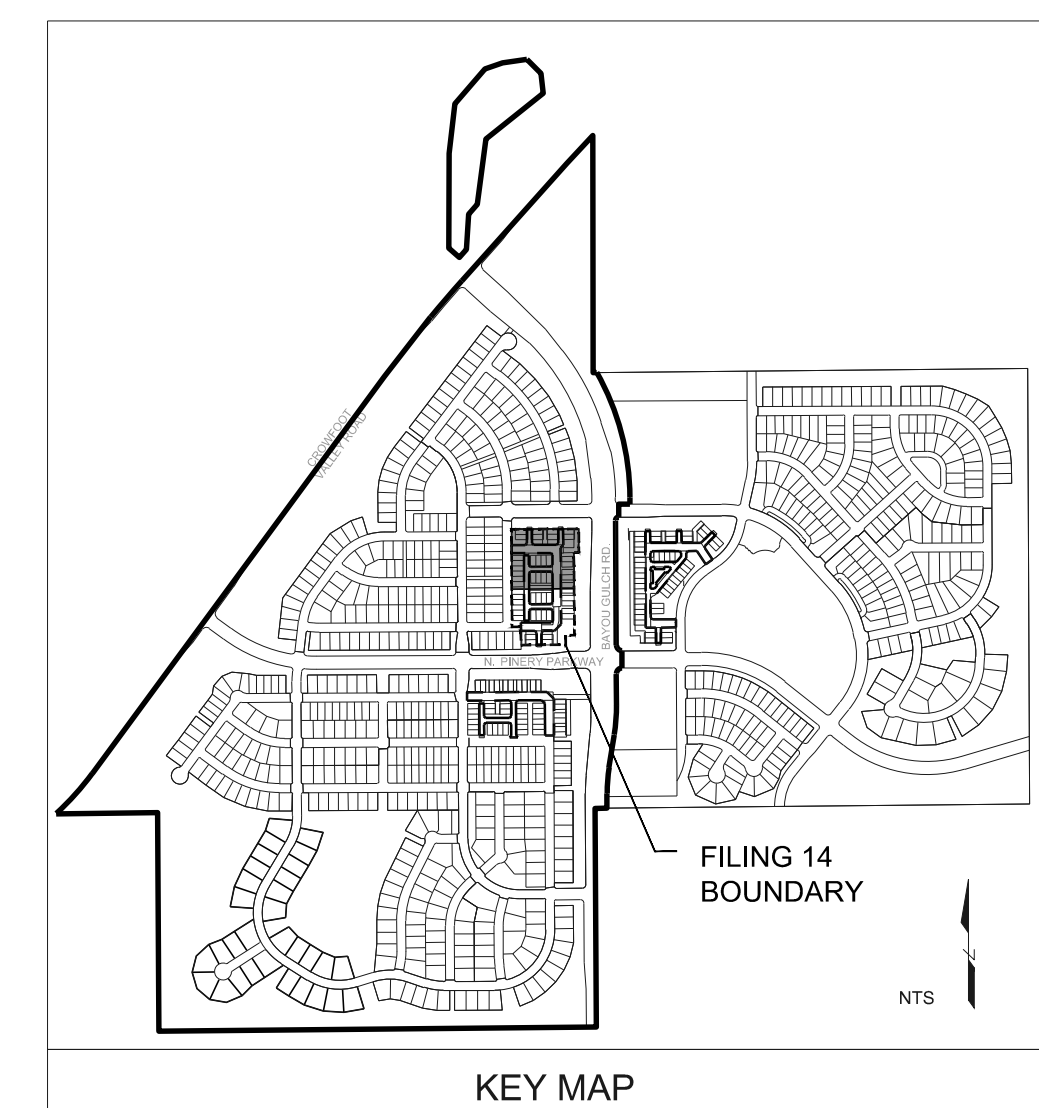 CROWFOOT
VALLEY ROAD
BAYOU GULCH RD.
N. PINERY PARKWAY
FILING 14
BOUNDARY
N
NTS
KEY MAP